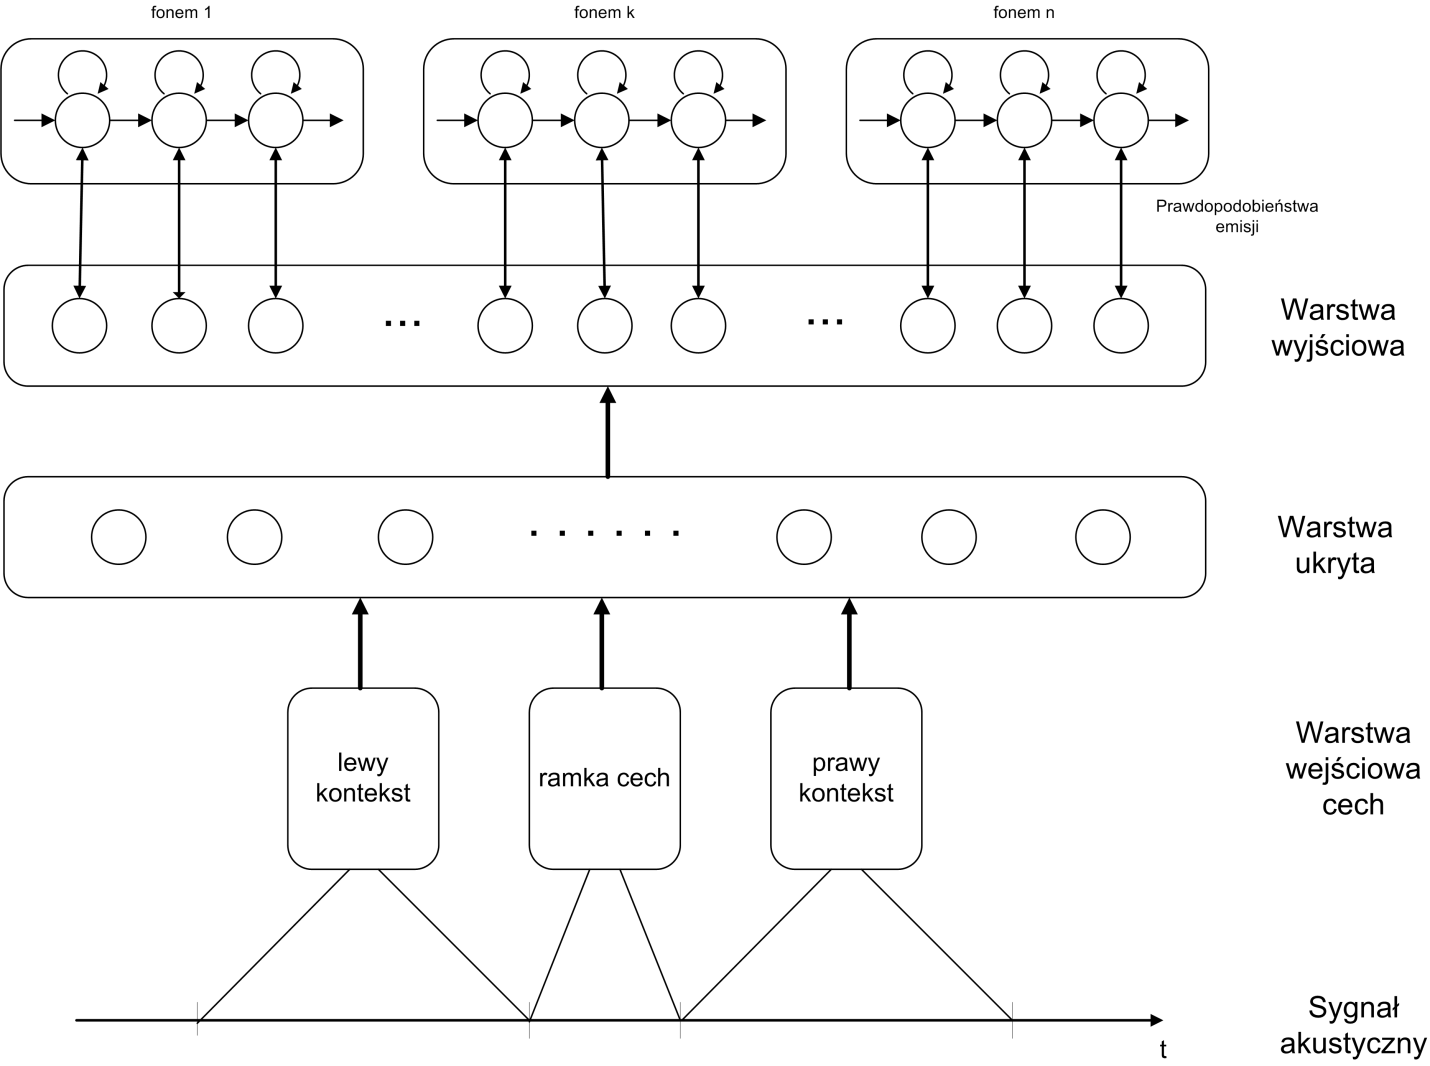 fonem 1
fonem k
fonem n
Prawdopodobieństwa
emisji
...
...
Warstwa
wyjściowa
......
Warstwa
ukryta
lewy
kontekst
ramka cech
prawy
kontekst
Warstwa
wejściowa
cech
Sygnał
akustyczny
t